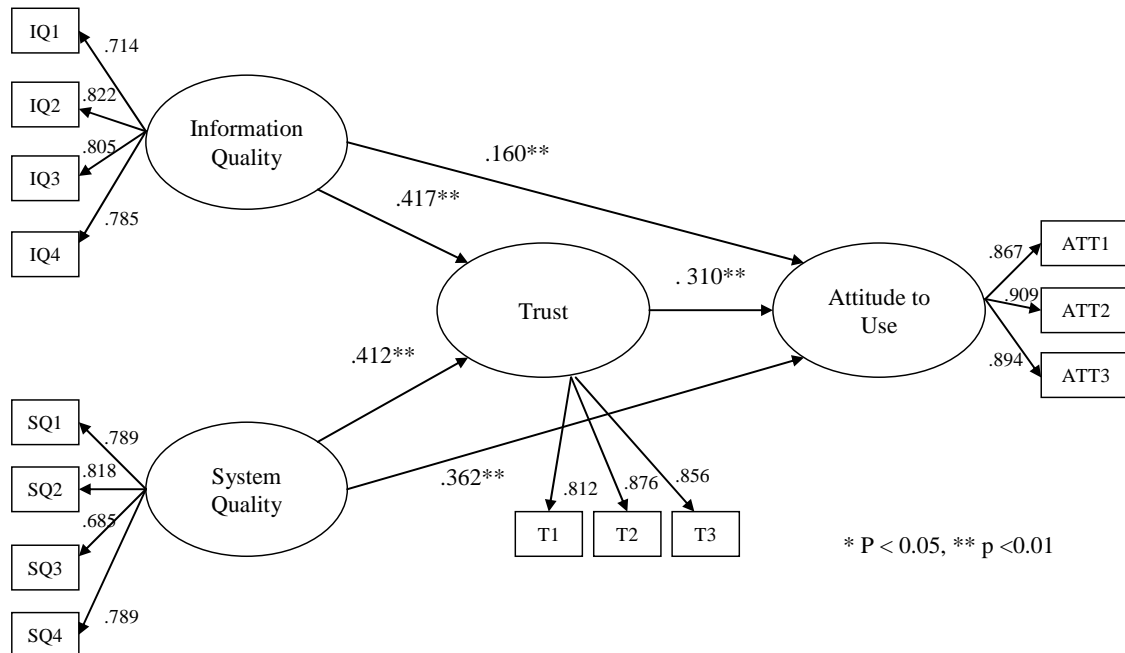 IQ1
.714
IQ2
.822
IQ3
.805
IQ4
.785
Information
Quality
.160**
.417**
Trust
. 310**
Attitude to
Use
.867
ATT1
.909
ATT2
.894
ATT3
.412**
SQ1
.789
SQ2
.818
SQ3
.685
SQ4
.789
System
Quality
.362**
.812
.876
.856
T1
T2
T3
* P < 0.05, ** p <0.01